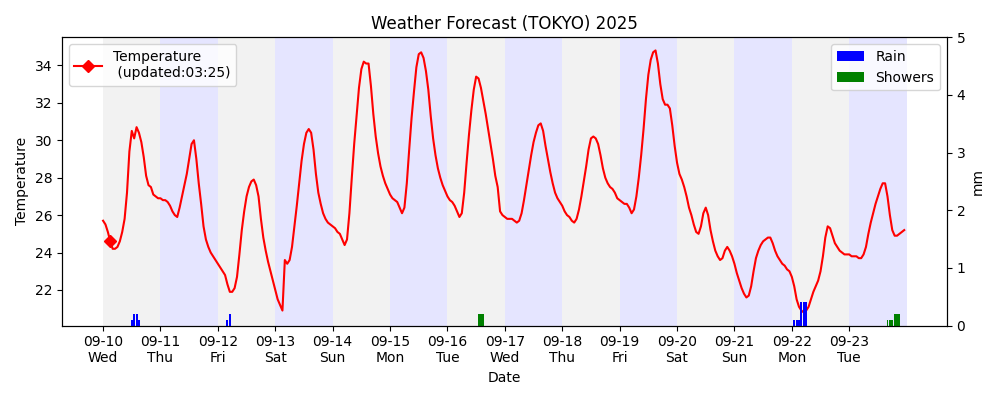 Weather Forecast (TOKYO) 2025
Temperature
(updated:03:25)
Rain
Showers
Temperature
34
32
30
28
26
24
22
5
4
3
2
1
0
mm
09-10 09-11 09-12 09-13 09-14 09-15 09-16 09-17 09-18 09-19 09-20 09-21 09-22 09-23
Wed Thu Fri Sat Sun Mon Tue Wed Thu Fri Sat Sun Mon Tue
Date